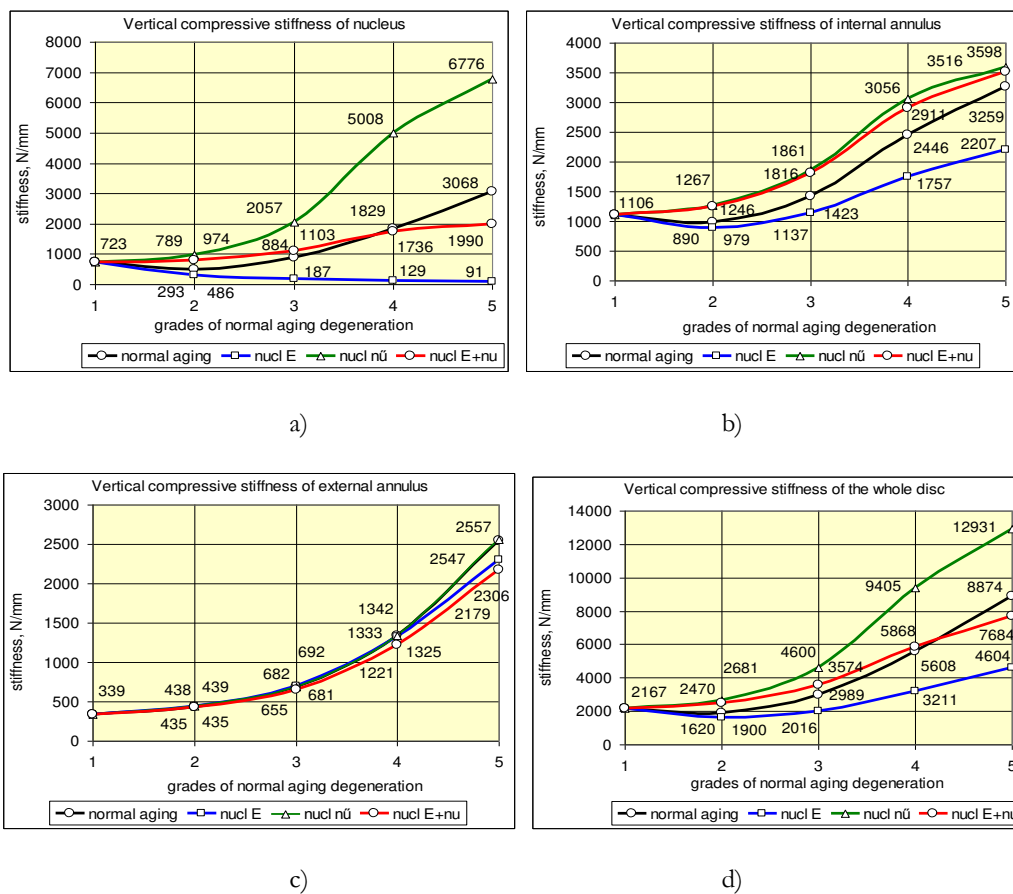 Vertical compressive stiffness of nucleus
8000
7000
6000
5000
4000
3000
2000
1000
0
stiffness, N/mm
6776
5008
3068
2057
1829
723 789 974 884 1103
1736 1990
293 486 187 129 91
1 2 3 4 5
grades of normal aging degeneration
normal aging nucl E nucl nű nucl E+nu
a)
Vertical compressive stiffness of internal annulus
4000
3500
3000
2500
2000
1500
1000
500
0
stiffness, N/mm
3516 3598
3056
2911
3259
2446 2207
1861
1816 1757
1267
1106 1246 1423
890 979 1137
1 2 3 4 5
grades of normal aging degeneration
normal aging nucl E nucl nű nucl E+nu
b)
Vertical compressive stiffness of external annulus
3000
2500
2000
1500
1000
500
0
stiffness, N/mm
2557
2547
2306
2179
1342
1333 1325
1221
692
682 681
655
339 438 439
435 435
1 2 3 4 5
grades of normal aging degeneration
normal aging nucl E nucl nű nucl E+nu
c)
Vertical compressive stiffness of the whole disc
14000
12000
10000
8000
6000
4000
2000
0
stiffness, N/mm
12931
9405
8874
7684
5868
5608
4600 4604
3574
3211
2989
2167 2470 2681
1620 1900 2016
1 2 3 4 5
grades of normal aging degeneration
normal aging nucl E nucl nű nucl E+nu
d)